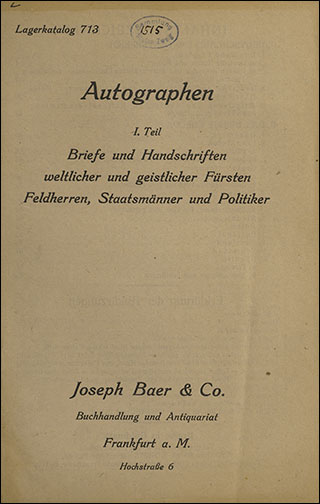 Lagerkatalog 713
1515
Autographen
I. Teil
Briefe und Handschriften
weltlicher und geistlicher Fürsten
Feldherren, Staatsmänner und Politiker
Joseph Baer & Co.
Buchhandlung und Antiquariat
Frankfurt a. M.
Hochstraße 6